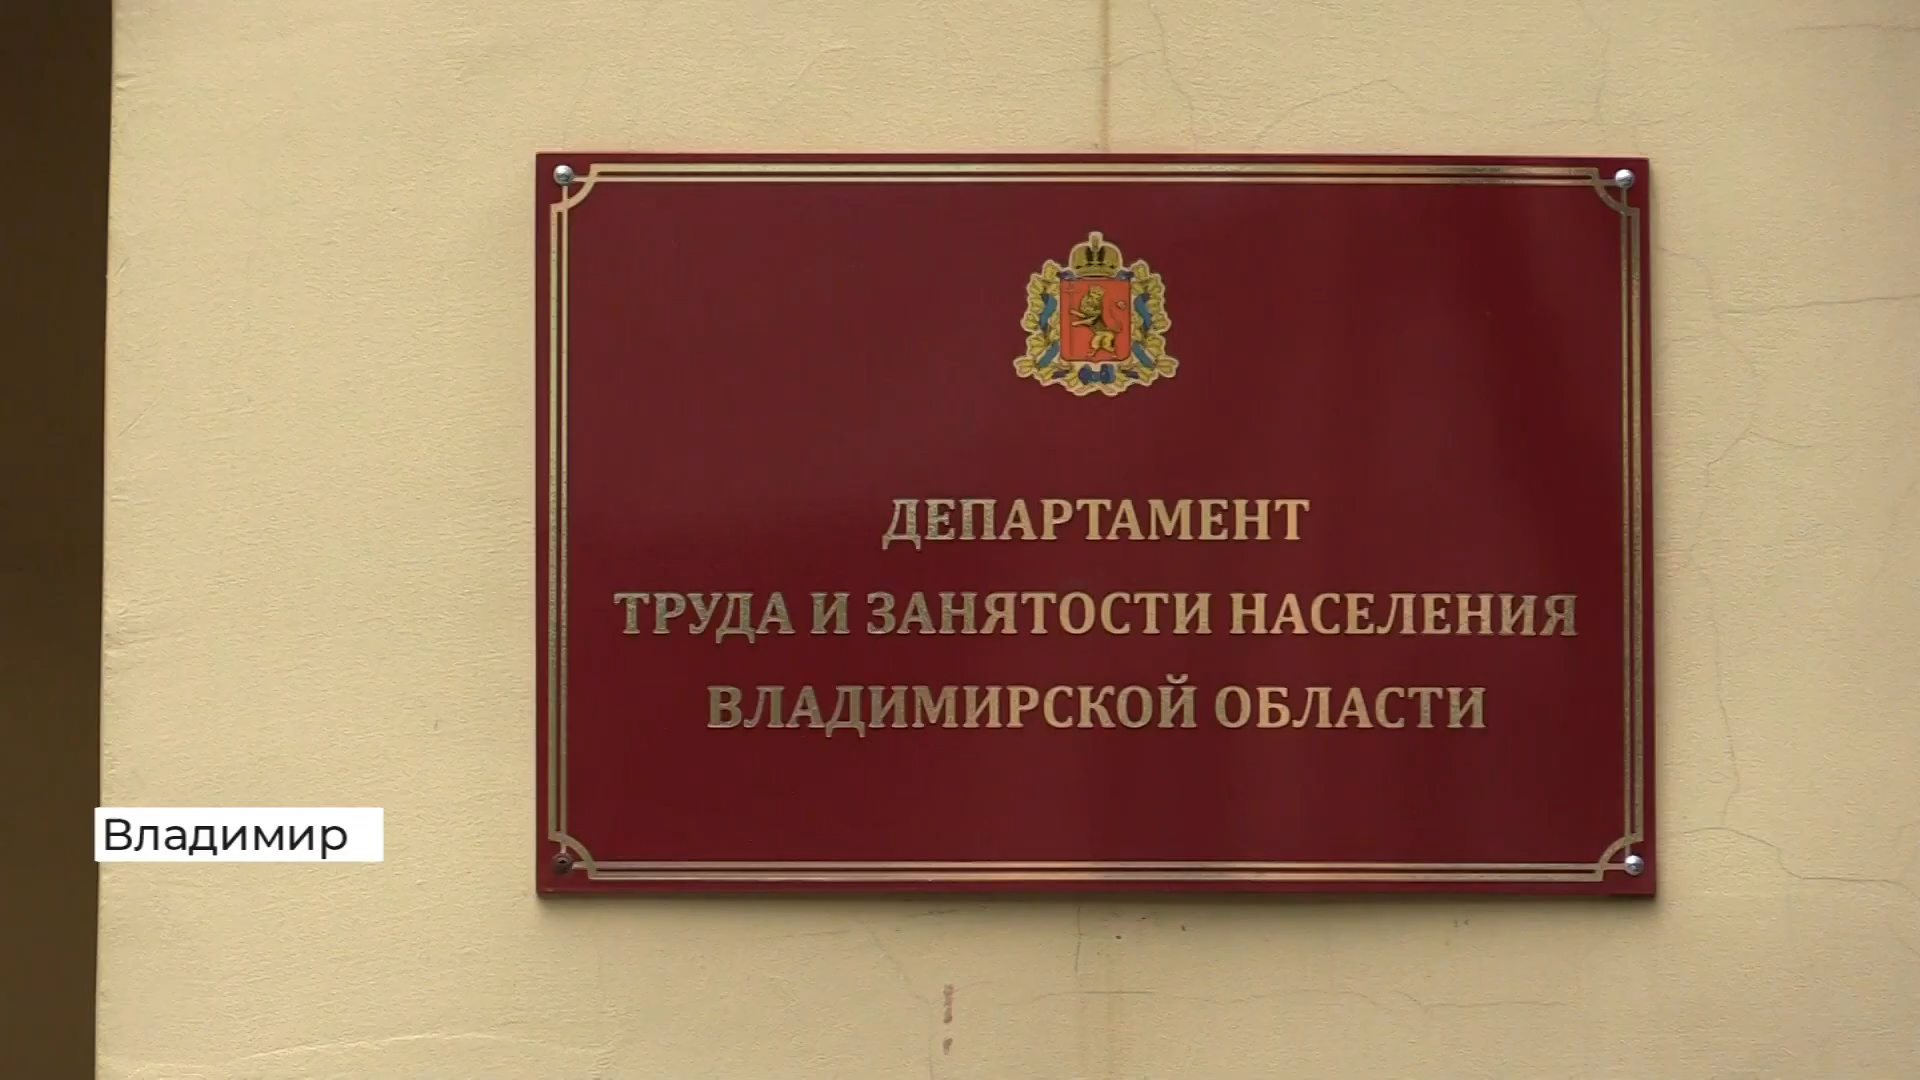 ДЕПАРТАМЕНТ
ТРУДА И ЗАНЯТОСТИ НАСЕЛЕНИЯ
ВЛАДИМИРСКОЙ ОБЛАСТИ
Владимир